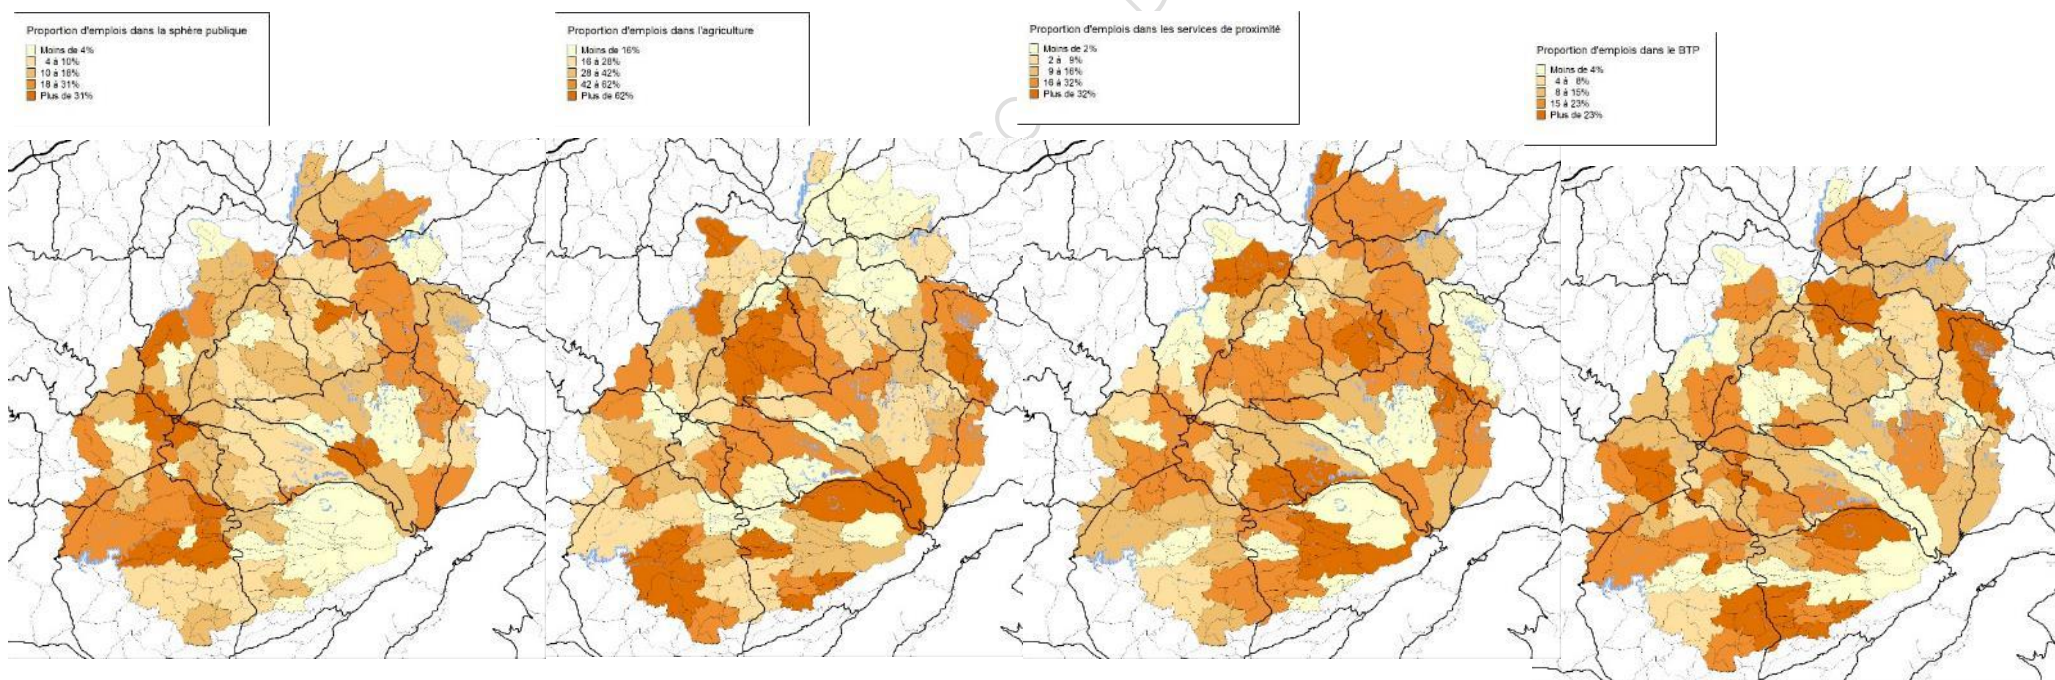 Proportion d'emplois dans la sphère publique
Moins de 4%
4 à 10%
10 à 18%
18 à 31%
Plus de 31%
Proportion d'emplois dans l'agriculture
Moins de 16%
16 à 28%
28 à 42%
42 à 62%
Plus de 62%
Proportion d'emplois dans les services de proximité
Moins de 2%
2 à 9%
9 à 16%
16 à 32%
Plus de 32%
Proportion d'emplois dans le BTP
Moins de 4%
4 à 8%
8 à 15%
15 à 23%
Plus de 23%